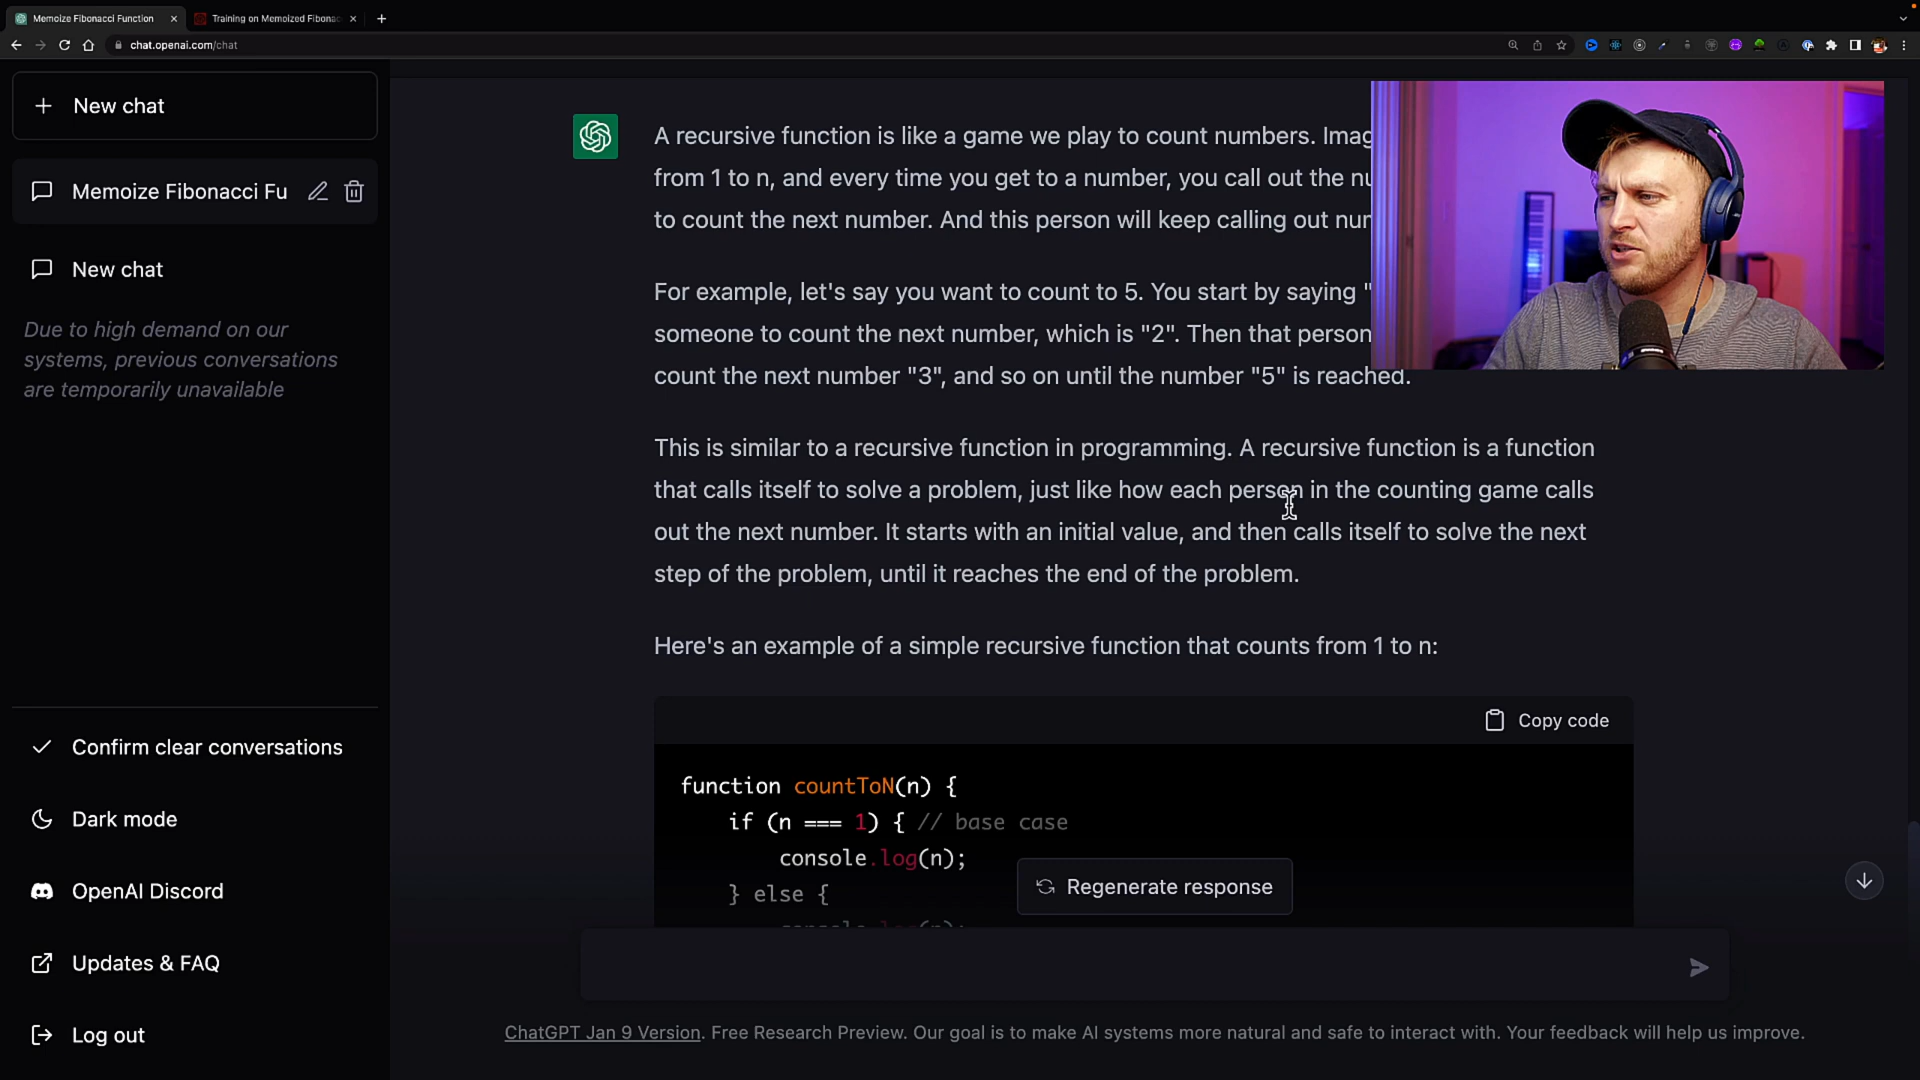 Memoize Fibonacci Function
Training on Memoized Fibonac
chat.openai.com/chat
New chat
Memoize Fibonacci Fu
New chat
Due to high demand on our
systems, previous conversations
are temporarily unavailable
Confirm clear conversations
Dark mode
OpenAI Discord
Updates & FAQ
Log out
A recursive function is like a game we play to count numbers. Imag
from 1 to n, and every time you get to a number, you call out the nu
to count the next number. And this person will keep calling out num
For example, let's say you want to count to 5. You start by saying "
someone to count the next number, which is "2". Then that person
count the next number "3", and so on until the number "5" is reached.
This is similar to a recursive function in programming. A recursive function is a function
that calls itself to solve a problem, just like how each person in the counting game calls
out the next number. It starts with an initial value, and then calls itself to solve the next
step of the problem, until it reaches the end of the problem.
Here's an example of a simple recursive function that counts from 1 to n:
Copy code
function countToN(n) {
if (n === 1) { // base case
console.log(n);
} else {
console.log(n);
Regenerate response
ChatGPT Jan 9 Version. Free Research Preview. Our goal is to make AI systems more natural and safe to interact with. Your feedback will help us improve.